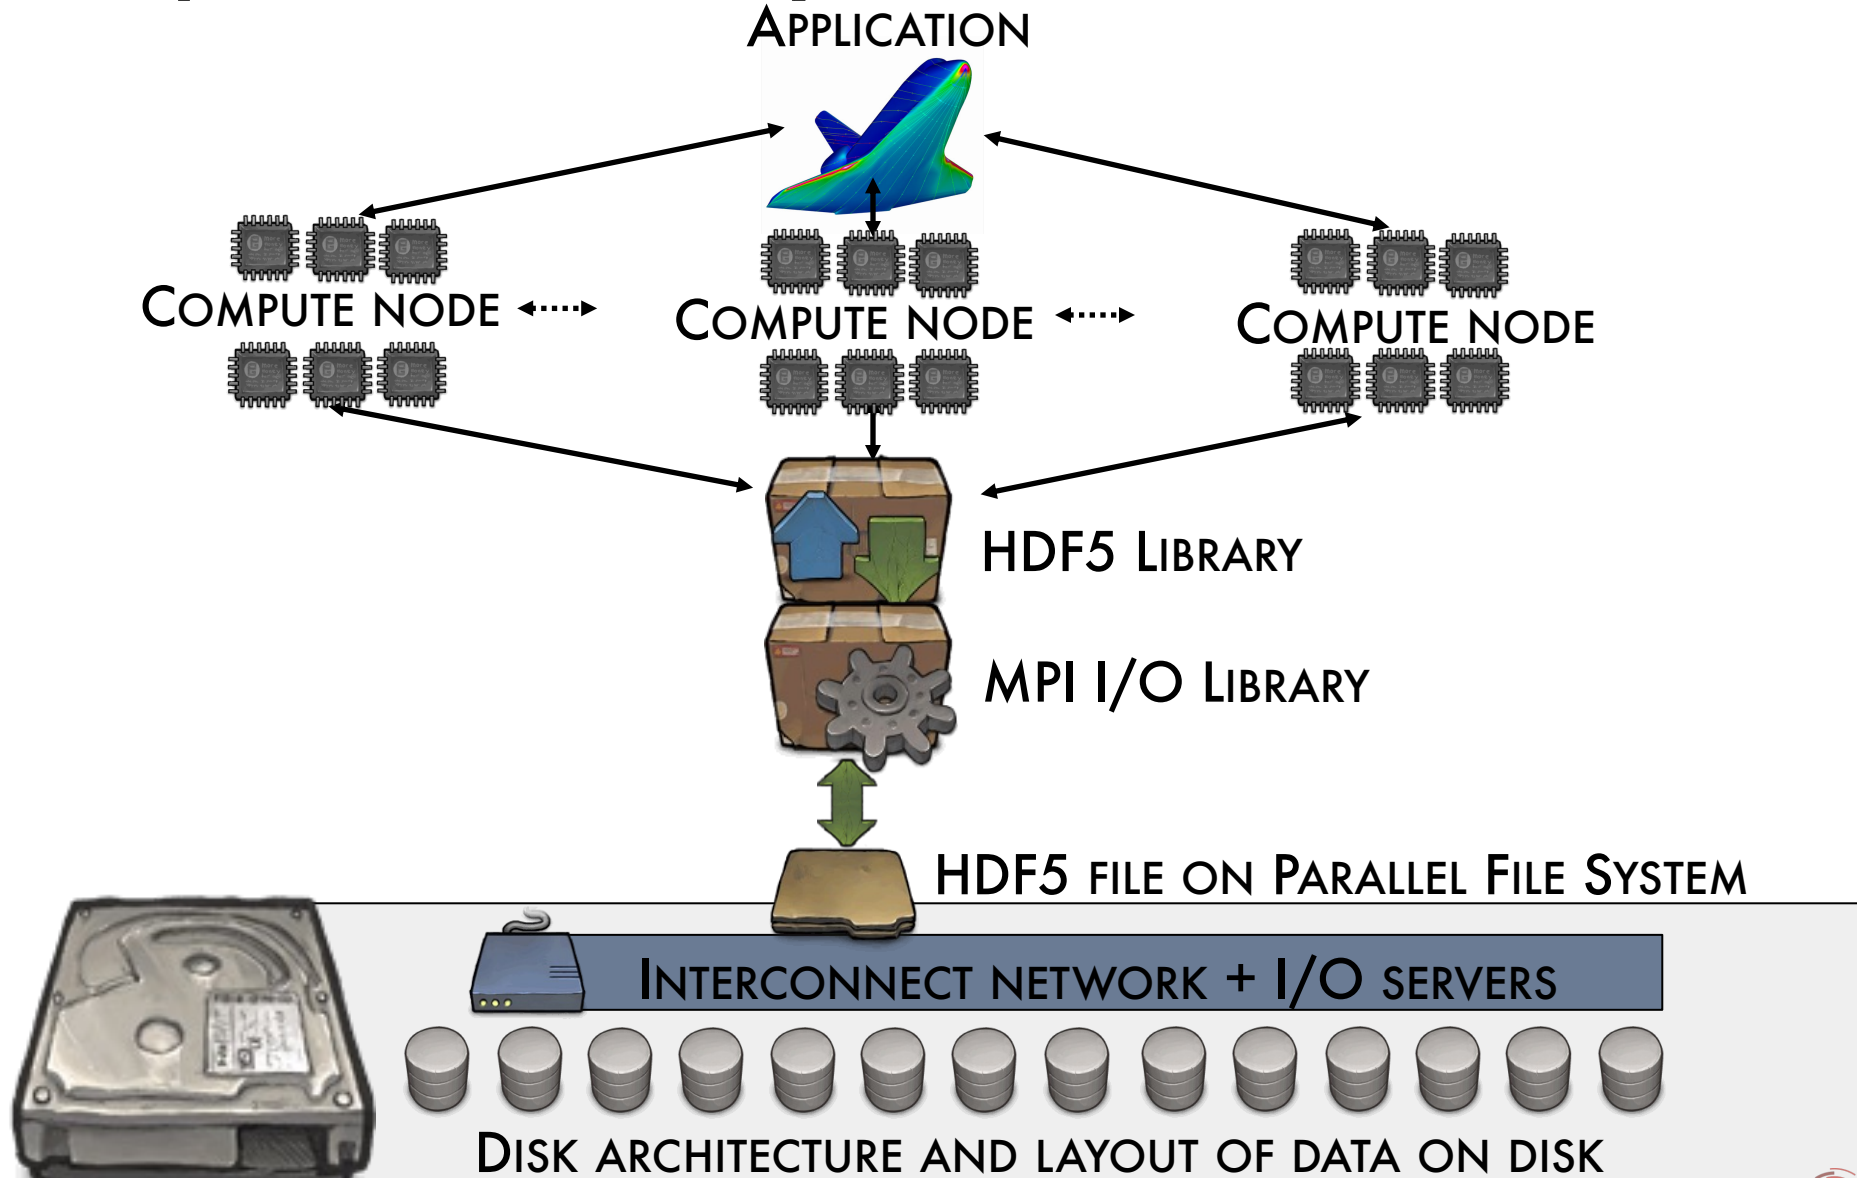 APPLICATION
COMPUTE NODE
COMPUTE NODE
COMPUTE NODE
HDF5 LIBRARY
MPI I/O LIBRARY
HDF5 FILE ON PARALLEL FILE SYSTEM
INTERCONNECT NETWORK + I/O SERVERS
DISK ARCHITECTURE AND LAYOUT OF DATA ON DISK